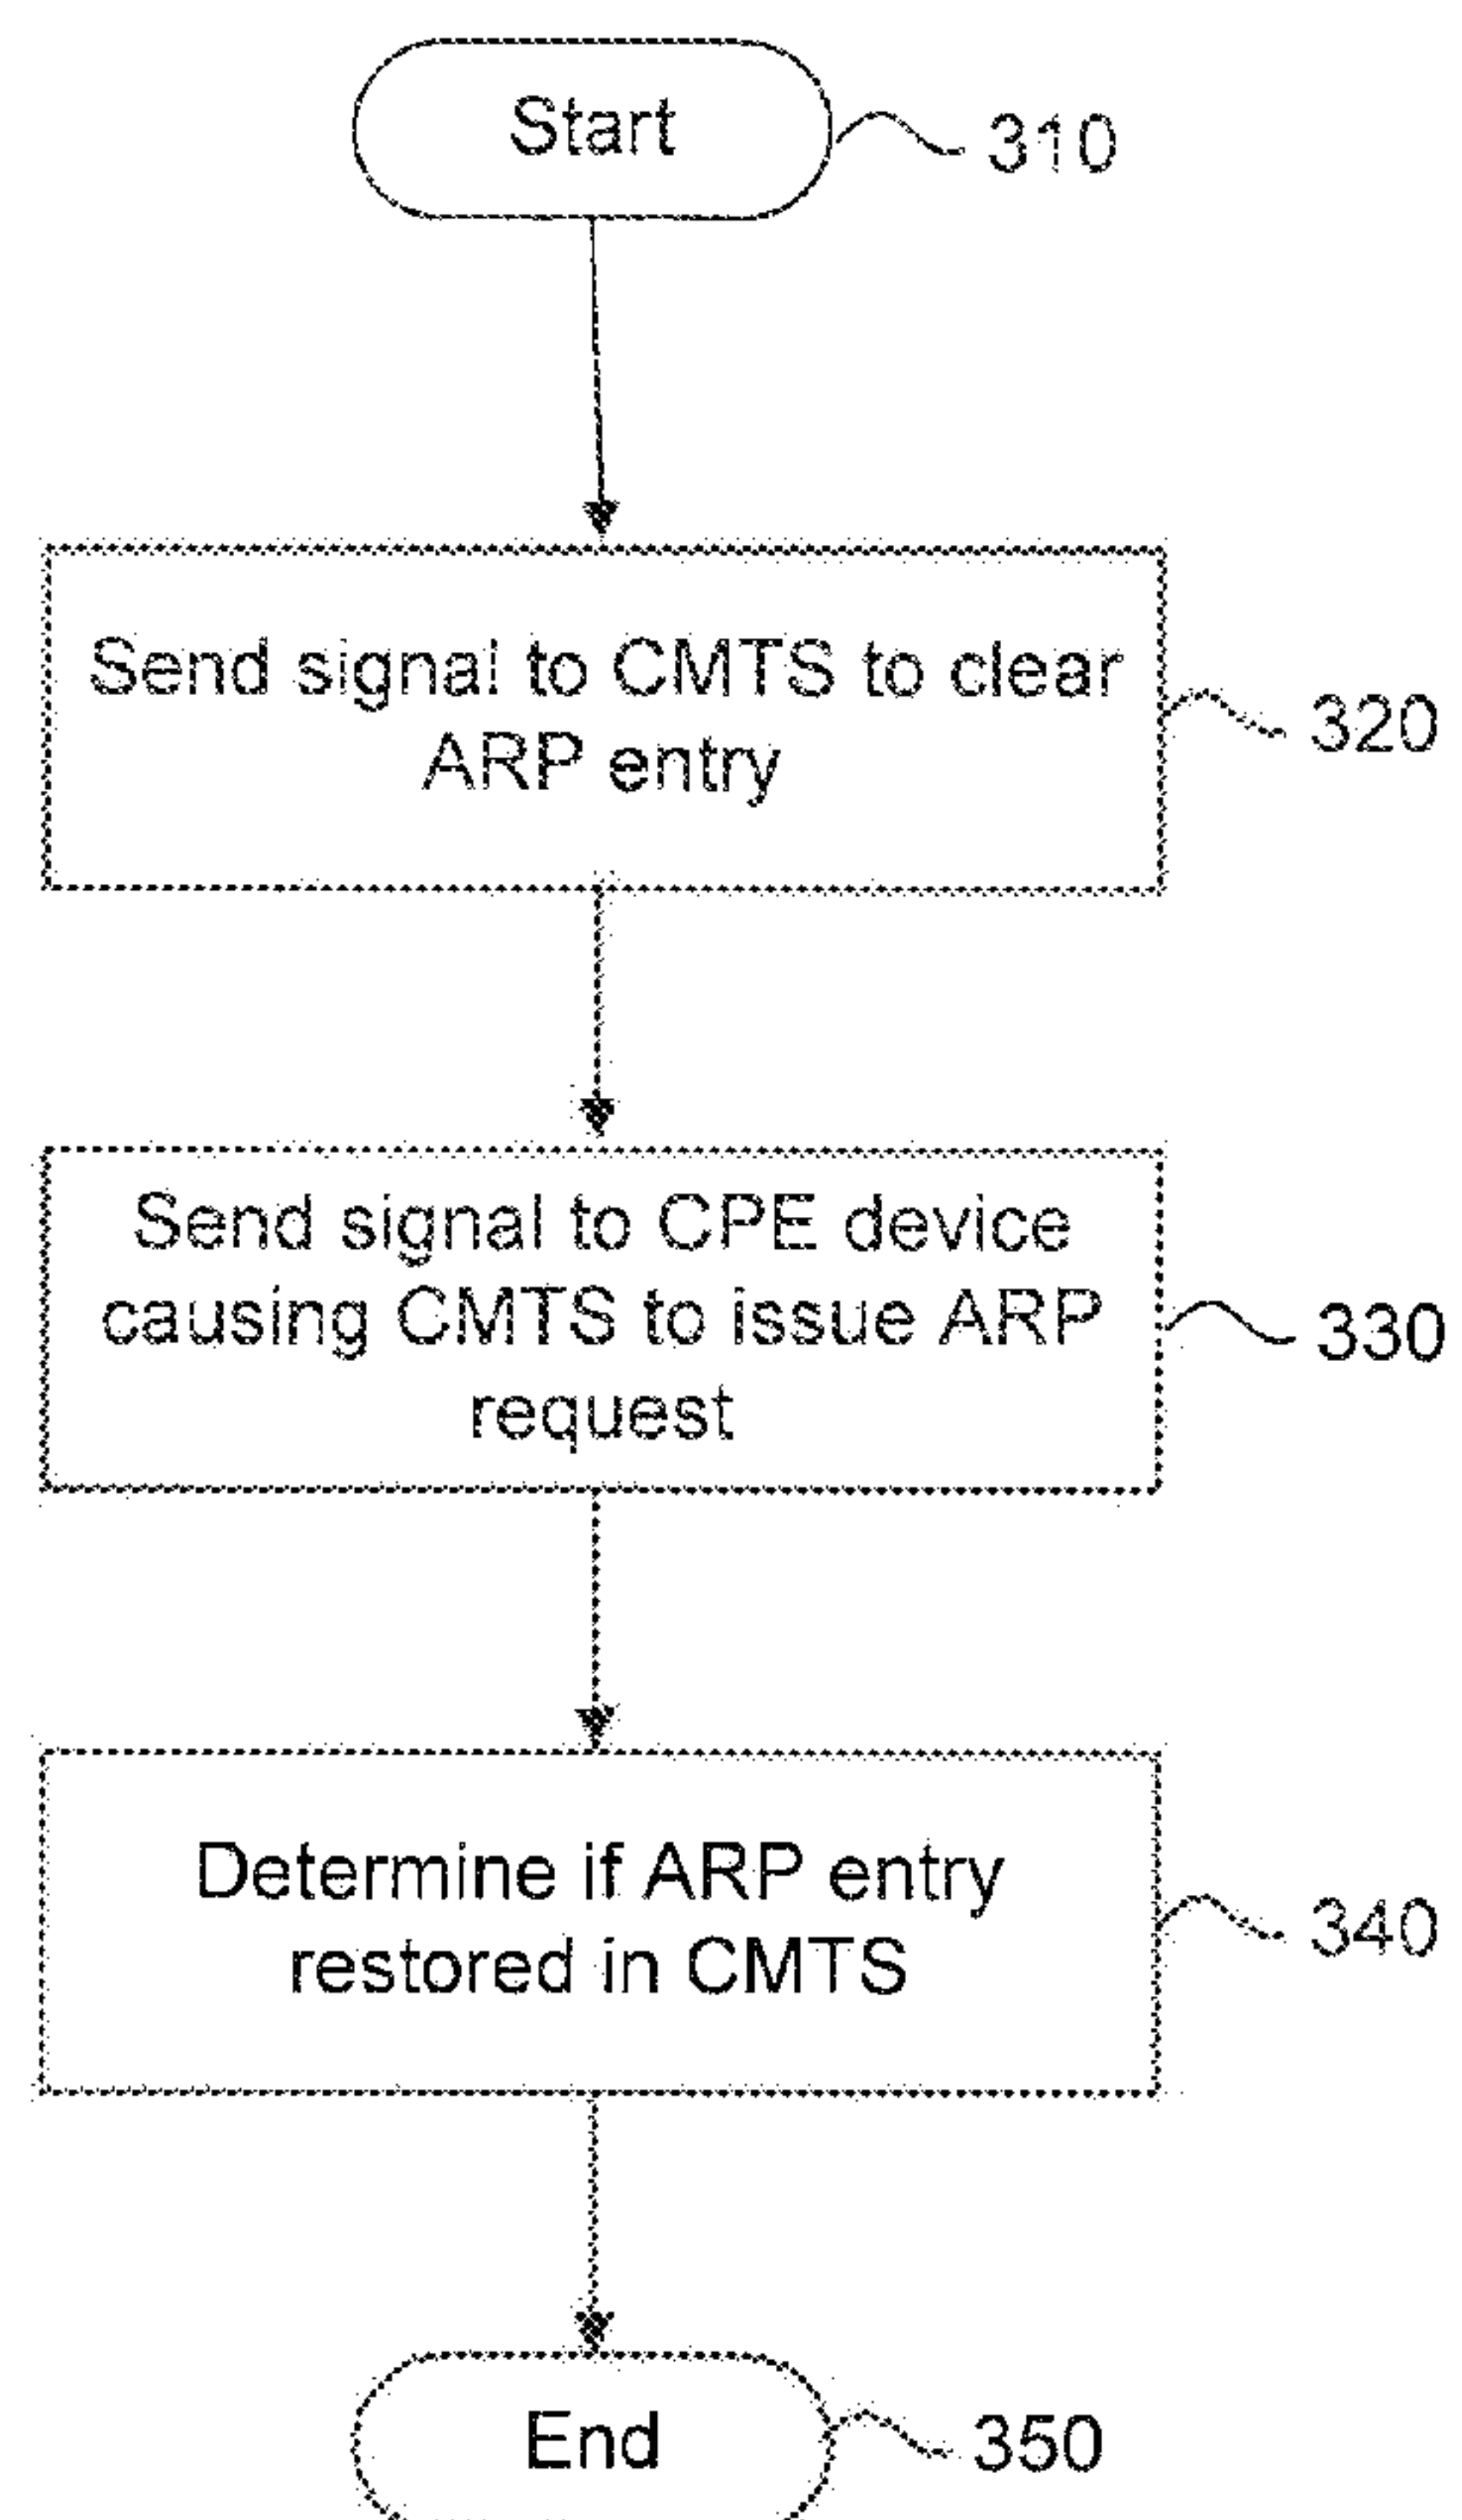 Start
310
Send signal to CMTS to clear
ARP entry
320
Send signal to CPE device
causing CMTS to issue ARP
request
330
Determine if ARP entry
restored in CMTS
340
End
350